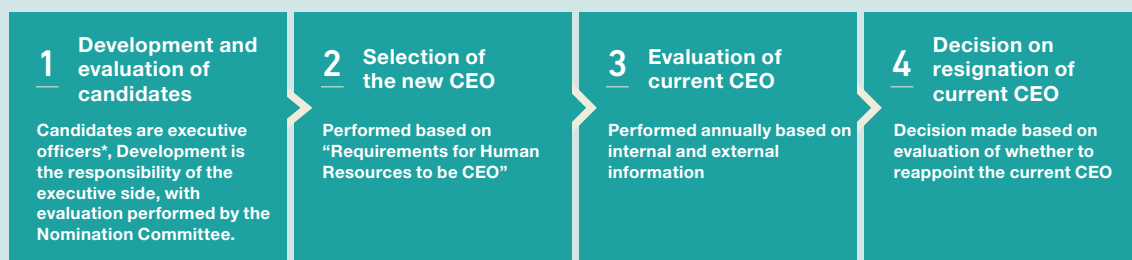 1
Development and
evaluation of
candidates
Candidates are executive
officers*, Development is
the responsibility of the
executive side, with
evaluation performed by the
Nomination Committee.
2
Selection of
the new CEO
Performed based on
“Requirements for Human
Resources to be CEO”
3
Evaluation of
current CEO
Performed annually based on
internal and external
information
4
Decision on
resignation of
current CEO
Decision made based on
evaluation of whether to
reappoint the current CEO